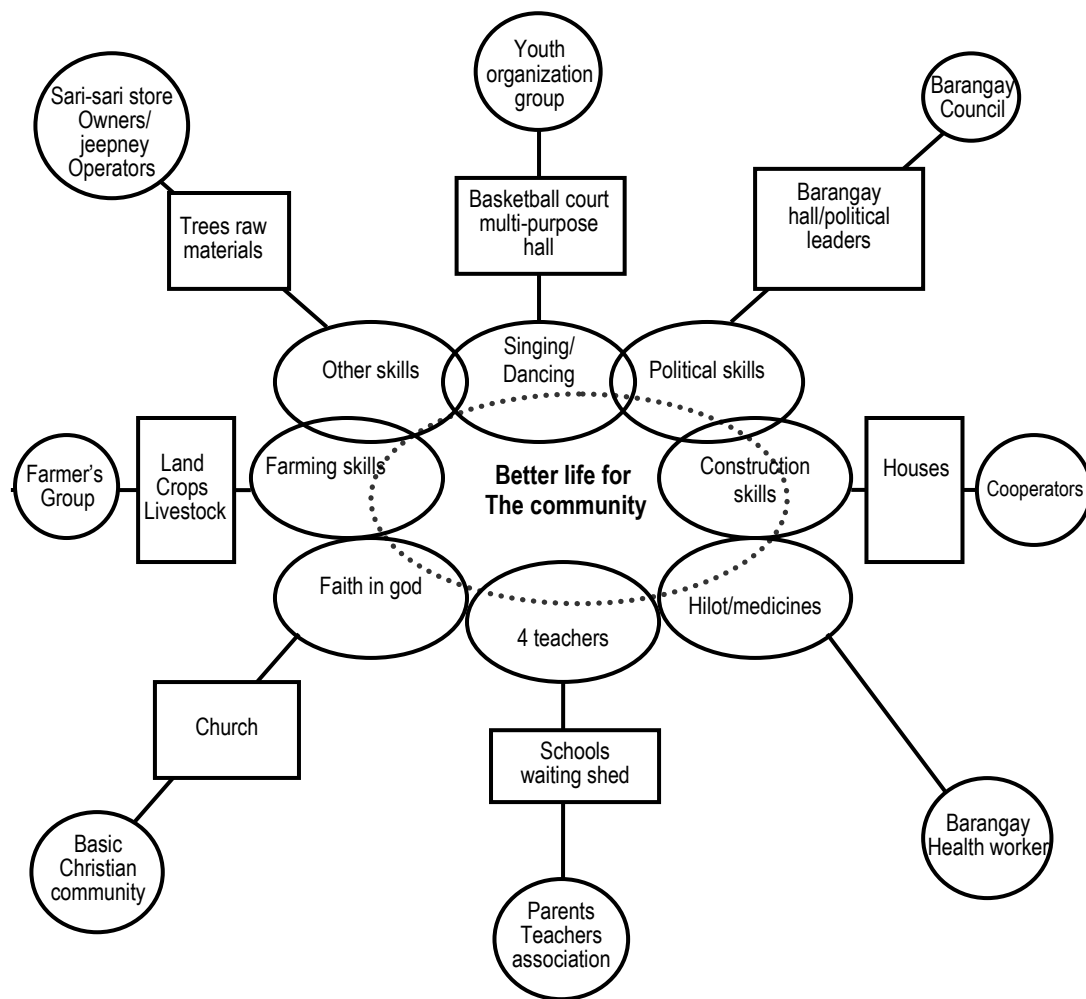 Youth
organization
group
Sari-sari store
Owners/
jeepney
Operators
Barangay
Council
Trees raw
materials
Basketball court
multi-purpose
hall
Barangay
hall/political
leaders
Other skills
Singing/
Dancing
Political skills
Farmer's
Group
Land
Crops
Livestock
Farming skills
Better life for
The community
Construction
skills
Houses
Cooperators
Faith in god
4 teachers
Hilot/medicines
Church
Schools
waiting shed
Basic
Christian
community
Parents
Teachers
association
Barangay
Health worker